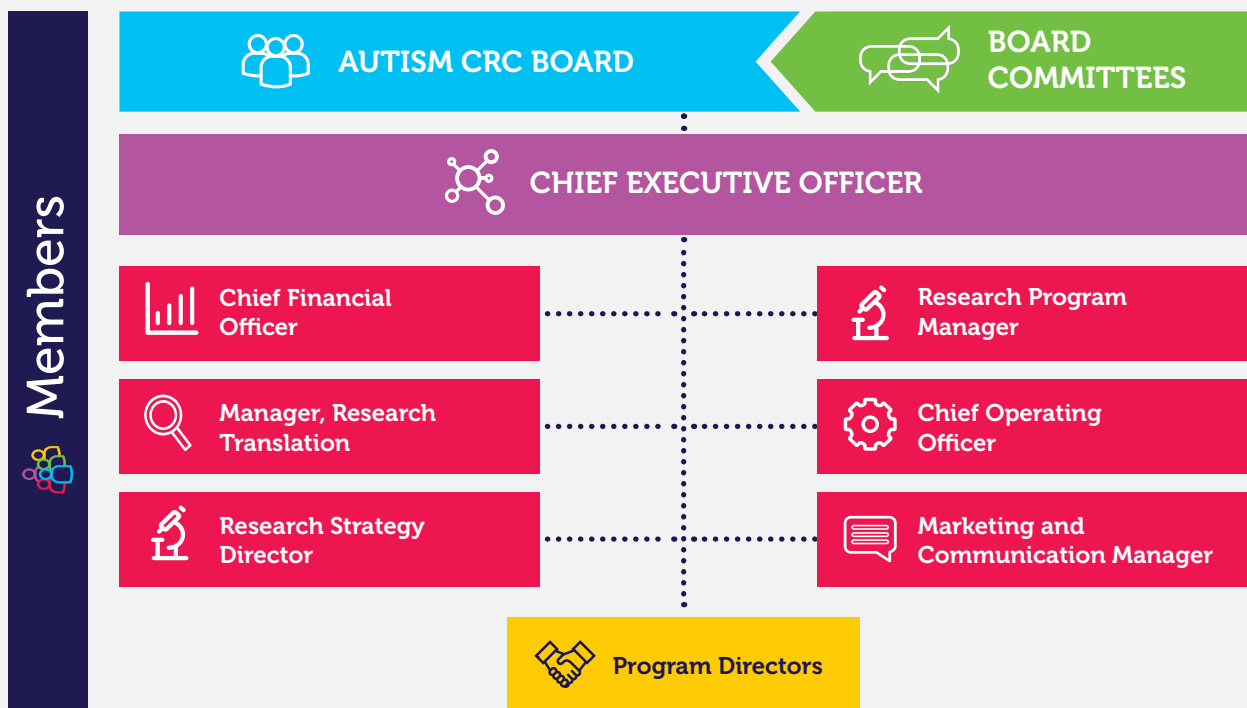 Members
AUTISM CRC BOARD
BOARD
COMMITTEES
CHIEF EXECUTIVE OFFICER
Chief Financial
Officer
Research Program
Manager
Manager, Research
Translation
Chief Operating
Officer
Research Strategy
Director
Marketing and
Communication Manager
Program Directors